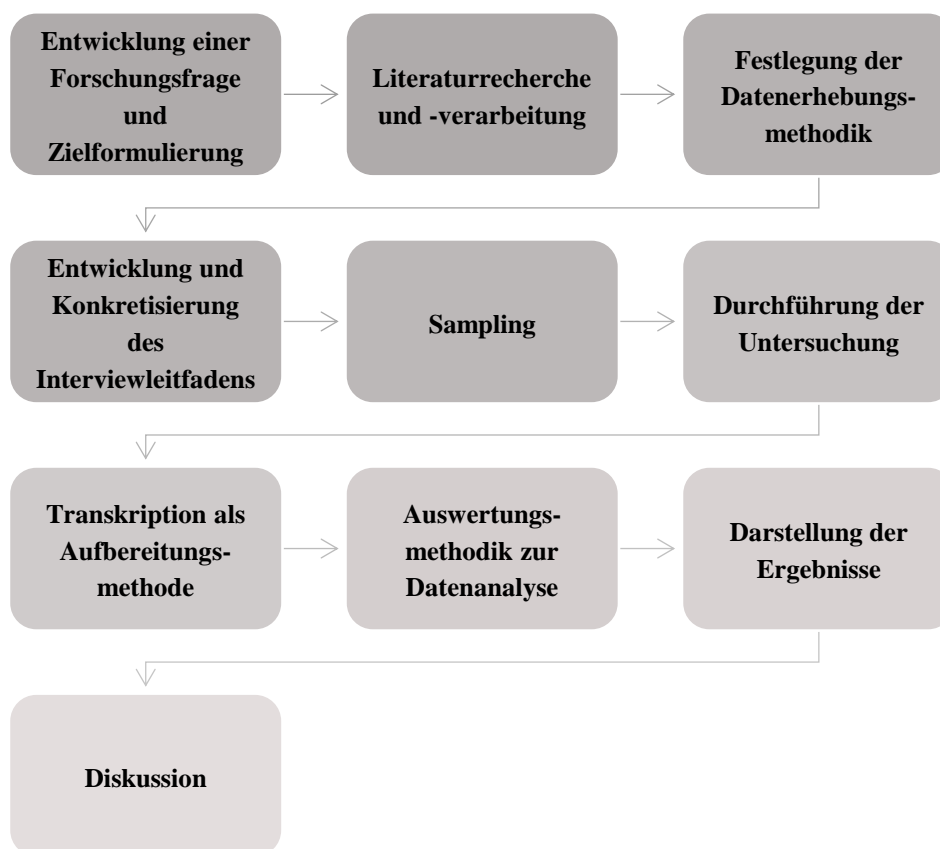 Entwicklung einer
Forschungsfrage
und
Zielformulierung
Literaturrecherche
und -verarbeitung
Festlegung der
Datenerhebungs-
methodik
Entwicklung und
Konkretisierung
des
Interviewleitfadens
Sampling
Durchführung der
Untersuchung
Transkription als
Aufbereitungs-
methode
Auswertungs-
methodik zur
Datenanalyse
Darstellung der
Ergebnisse
Diskussion